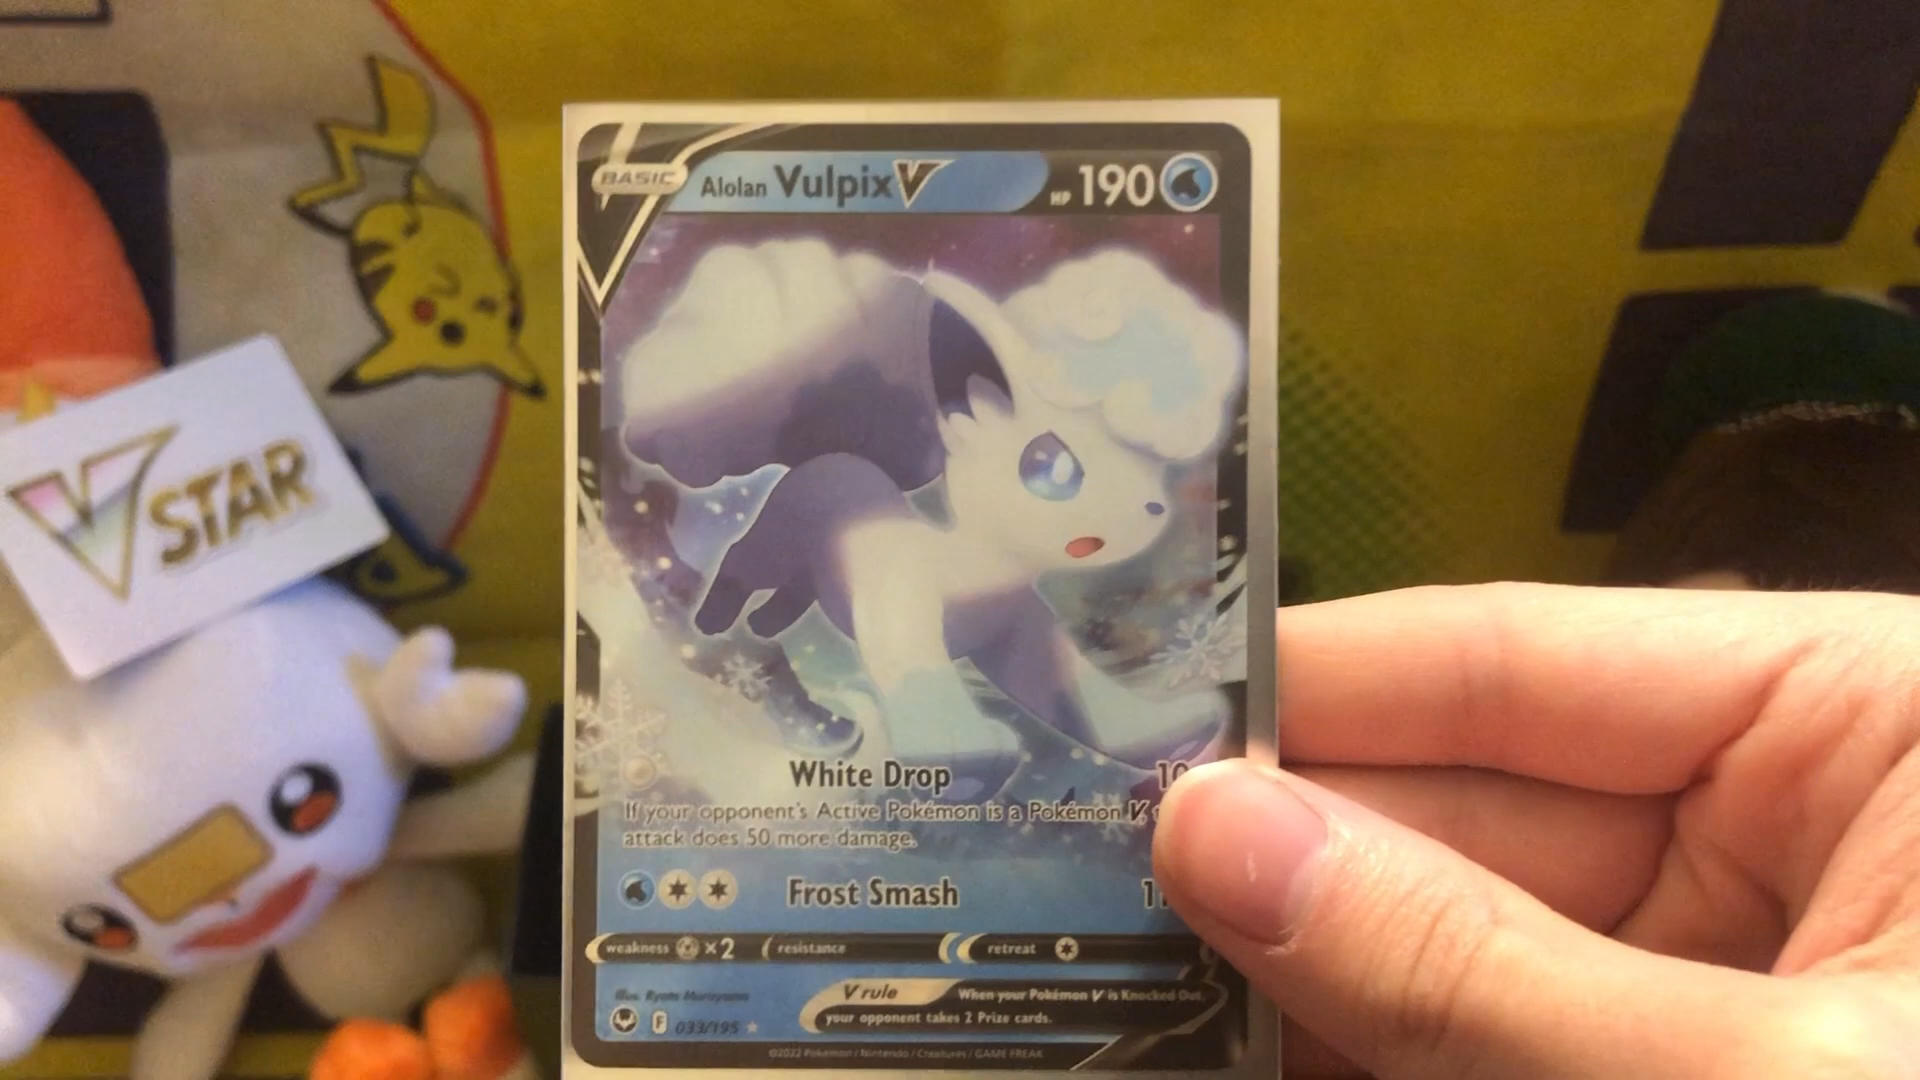 BASIC
Alolan Vulpix V
HP 190
V STAR
White Drop 10
If your opponent's Active Pokémon is a Pokémon V,
attack does 50 more damage.
Frost Smash
weakness ×2 resistance retreat
Illus. Ryota Murayama
V rule When your Pokémon V is Knocked Out,
your opponent takes 2 Prize cards.
F 033/195
©2022 Pokémon / Nintendo / Creatures / GAME FREAK